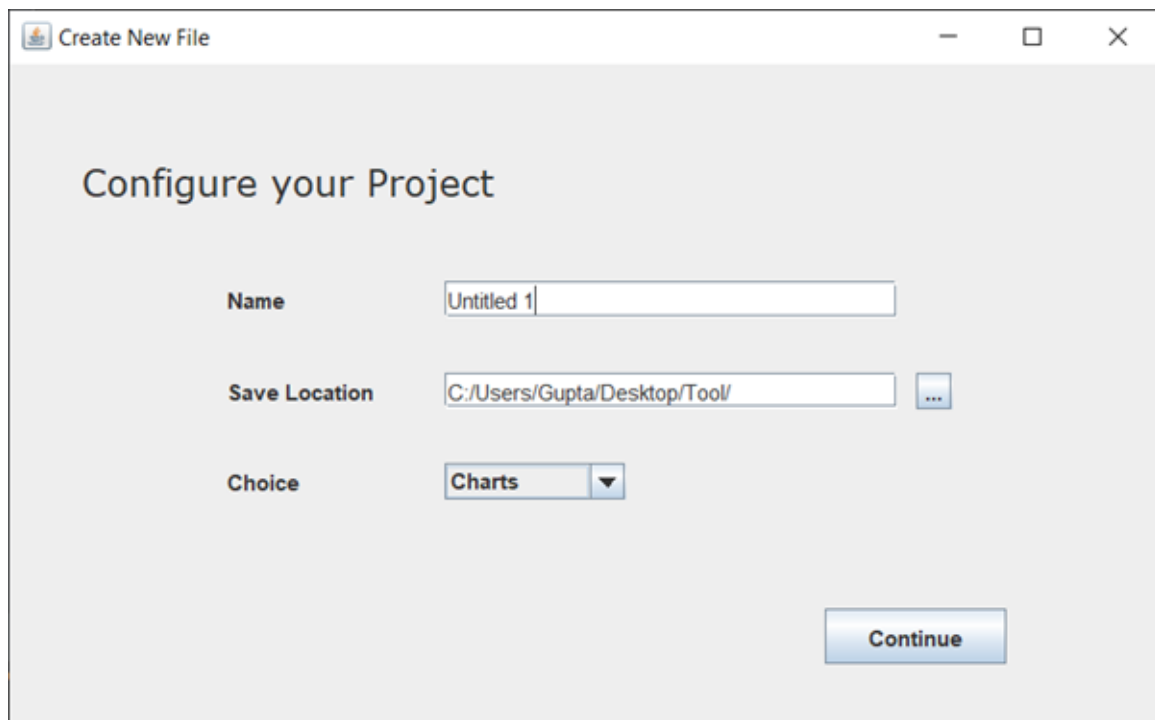 Create New File
Configure your Project
Name Untitled 1
Save Location C:/Users/Gupta/Desktop/Tool/ ...
Choice Charts
Continue